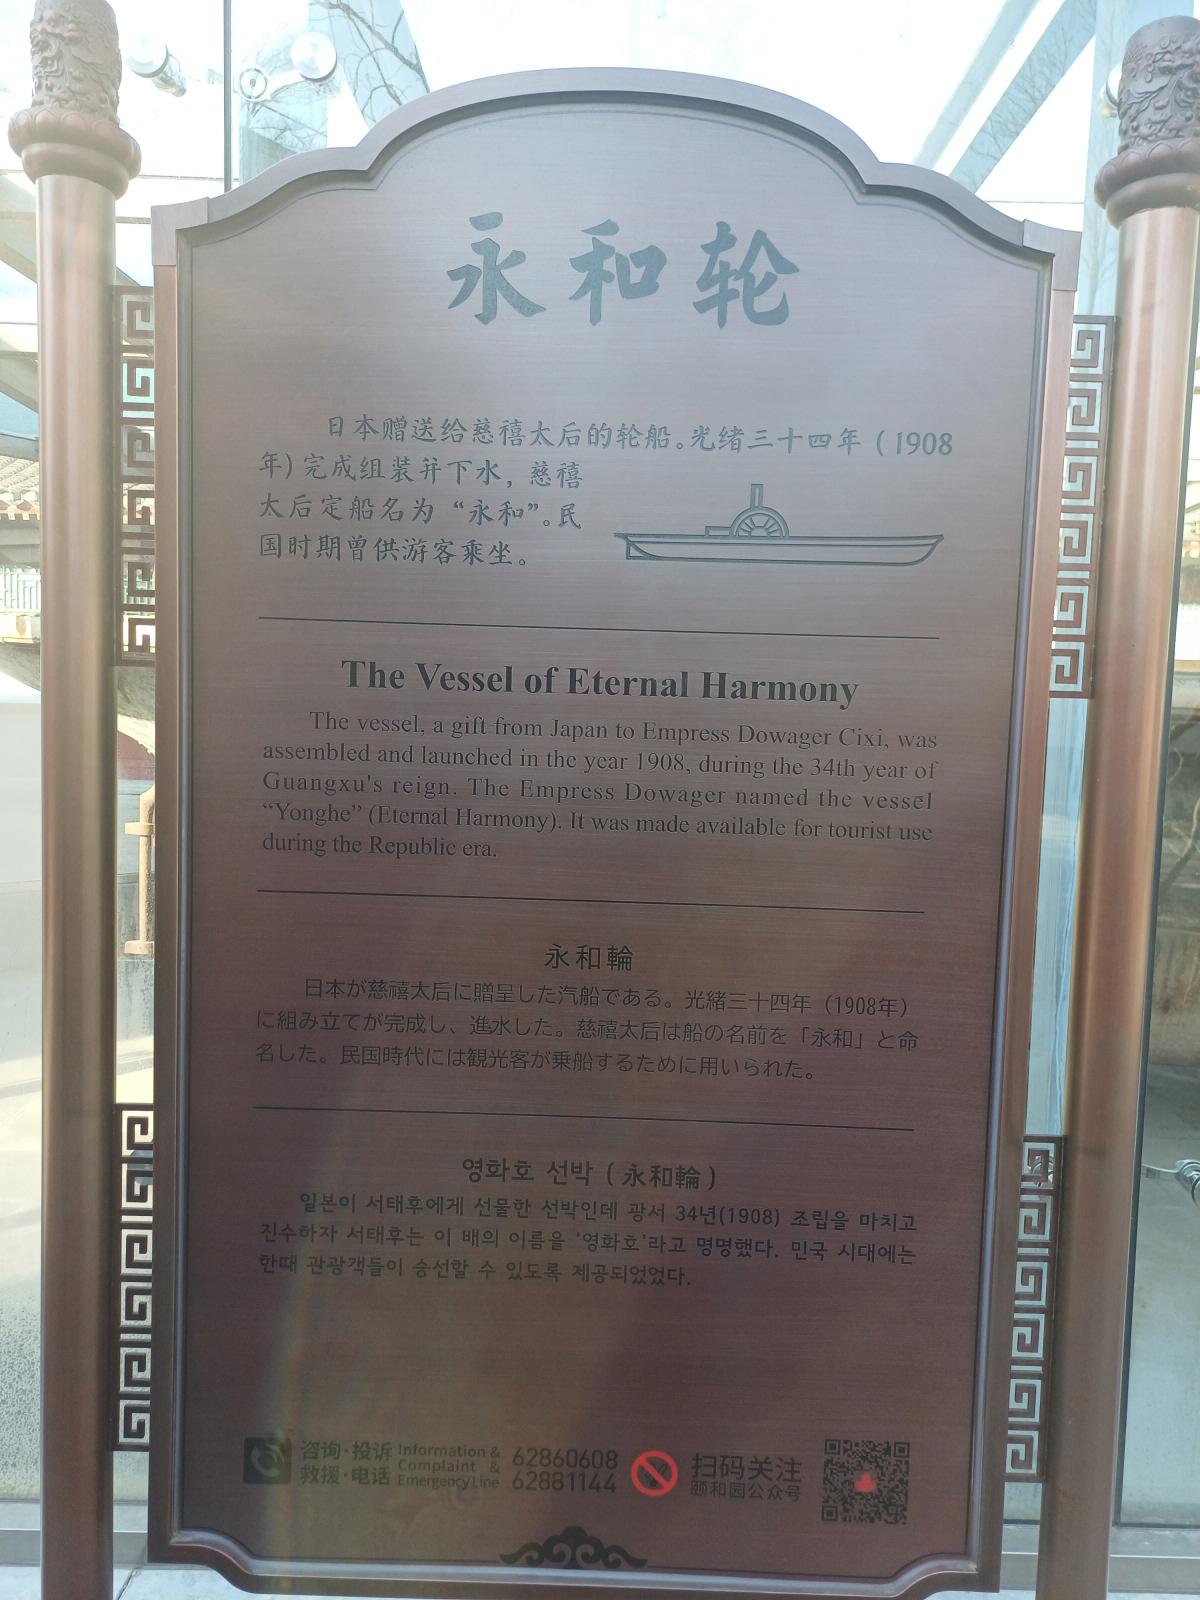 永和轮
日本赠送给慈禧太后的轮船。光绪三十四年（1908
年）完成组装并下水，慈禧
太后定船名为“永和”。民
国时期曾供游客乘坐。
The Vessel of Eternal Harmony
The vessel, a gift from Japan to Empress Dowager Cixi, was
assembled and launched in the year 1908, during the 34th year of
Guangxu's reign. The Empress Dowager named the vessel
“Yonghe” (Eternal Harmony). It was made available for tourist use
during the Republic era.
永和輪
日本が慈禧太后に贈呈した汽船である。光緒三十四年（1908年）
に組み立てが完成し、進水した。慈禧太后は船の名前を「永和」と命
名した。民国時代には観光客が乗船するために用いられた。
영화호 선박 ( 永和輪 )
일본이 서태후에게 선물한 선박인데 광서 34년(1908) 조립을 마치고
진수하자 서태후는 이 배의 이름을 '영화호'라고 명명했다. 민국 시대에는
한때 관광객들이 승선할 수 있도록 제공되었었다.
咨询·投诉 Information & 62860608
救援·电话 Complaint & Emergency Line 62881144
扫码关注
颐和园公众号